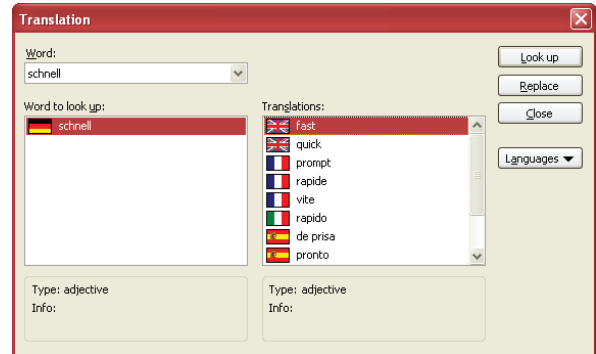 Translation
Word:
schnell
Look up
Replace
Close
Languages
Word to look up:
schnell
Translations:
fast
quick
prompt
rapide
vite
rapido
de prisa
pronto
Type: adjective
Info:
Type: adjective
Info: